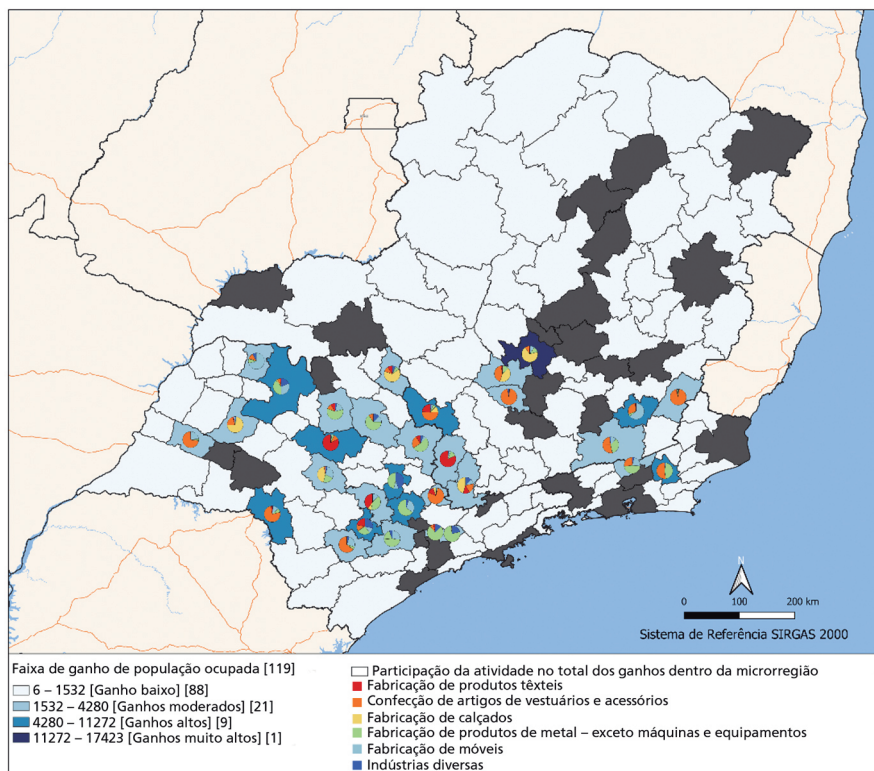 N
0 100 200 km
Sistema de Referência SIRGAS 2000
Faixa de ganho de população ocupada [119]
6 – 1532 [Ganho baixo] [88]
1532 – 4280 [Ganhos moderados] [21]
4280 – 11272 [Ganhos altos] [9]
11272 – 17423 [Ganhos muito altos] [1]
Participação da atividade no total dos ganhos dentro da microrregião
Fabricação de produtos têxteis
Confecção de artigos de vestuários e acessórios
Fabricação de calçados
Fabricação de produtos de metal – exceto máquinas e equipamentos
Fabricação de móveis
Indústrias diversas